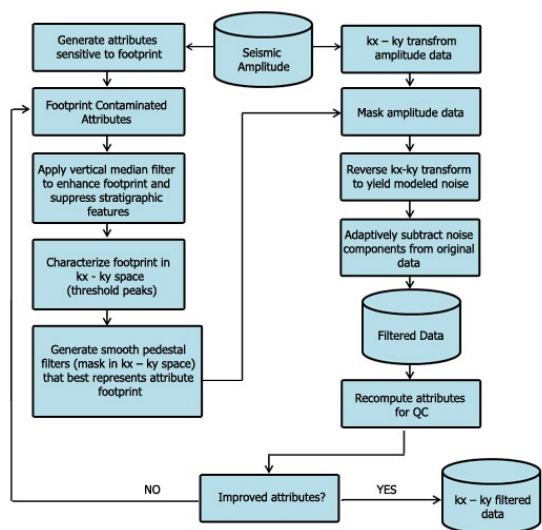 Generate attributes
sensitive to footprint
Seismic
Amplitude
kx – ky transfrom
amplitude data
Footprint Contaminated
Attributes
Mask amplitude data
Apply vertical median filter
to enhance footprint and
suppress stratigraphic
features
Reverse kx-ky transform
to yield modeled noise
Adaptively subtract noise
components from original
data
Characterize footprint in
kx - ky space
(threshold peaks)
Filtered Data
Generate smooth pedestal
filters (mask in kx – ky space)
that best represents attribute
footprint
Recompute attributes
for QC
NO
Improved attributes?
YES
kx – ky filtered
data